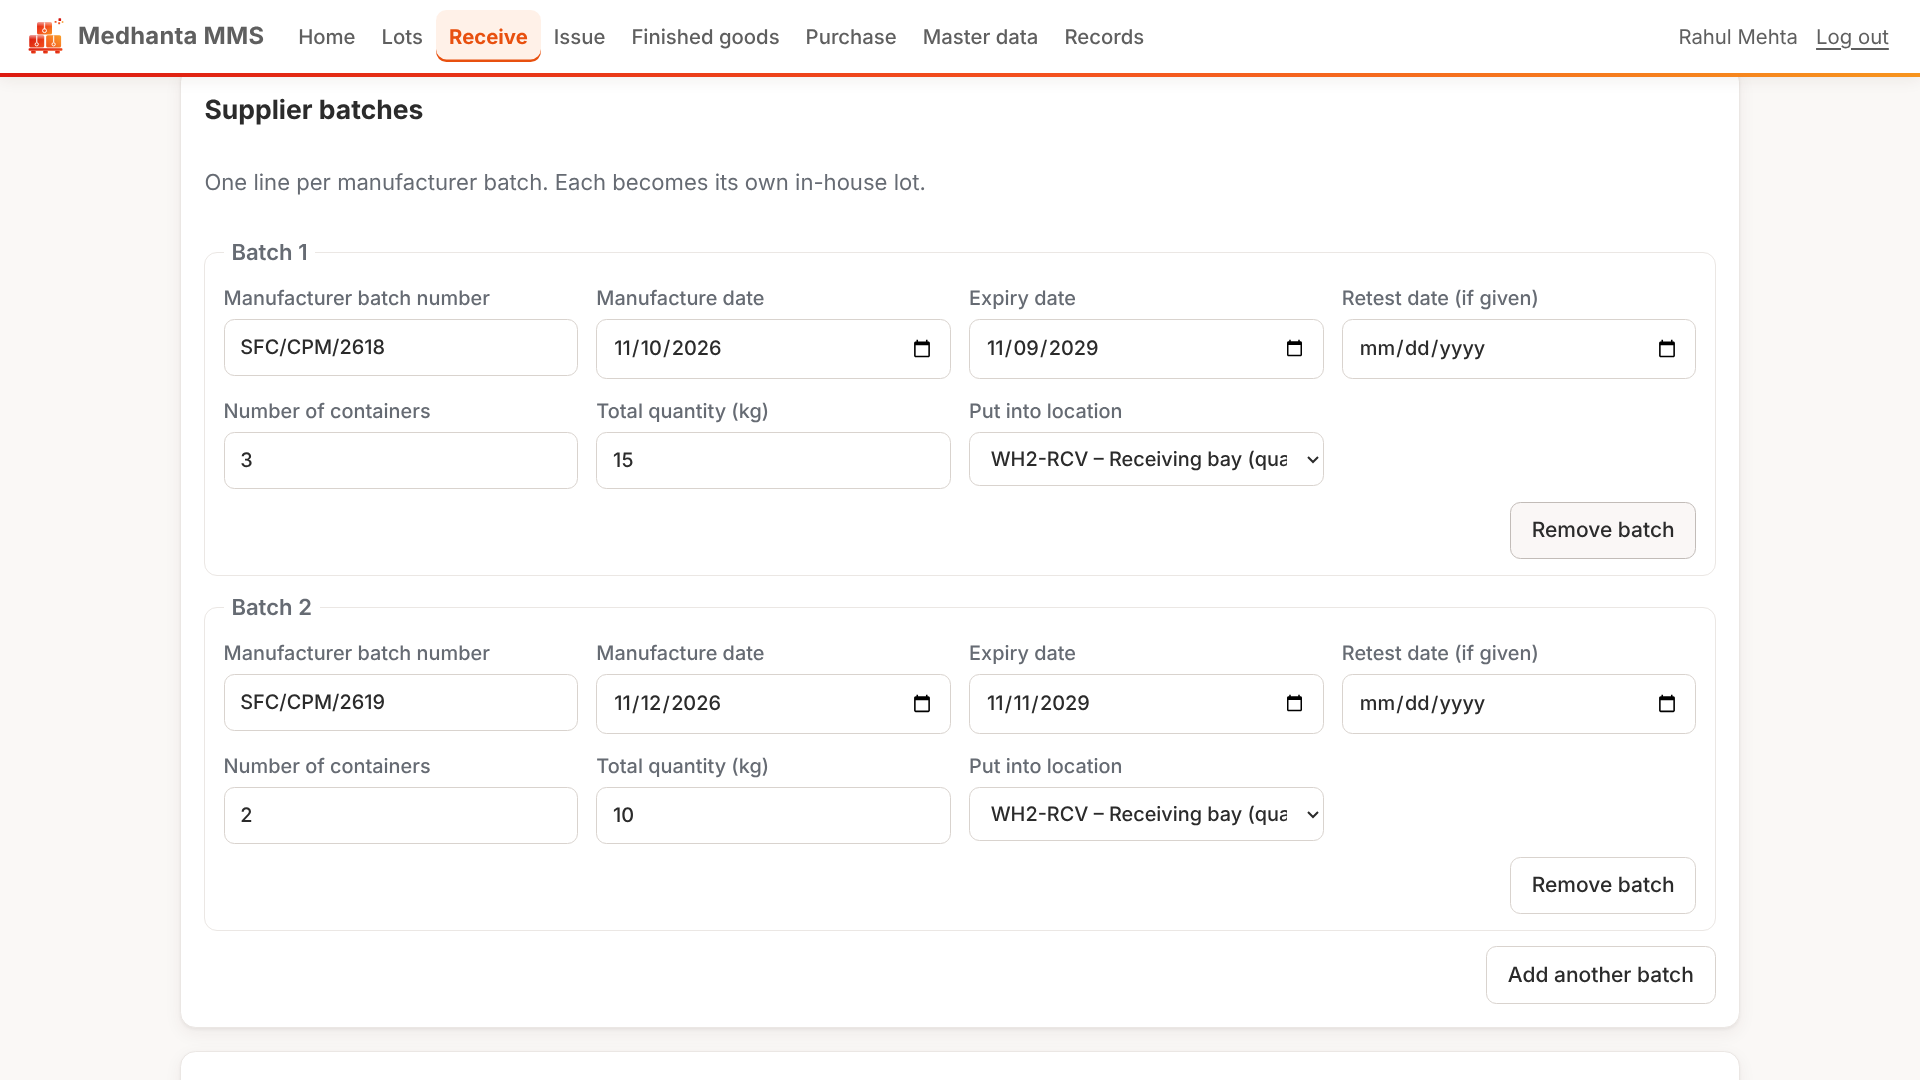 Medhanta MMS Home Lots Receive Issue Finished goods Purchase Master data Records Rahul Mehta Log out
Supplier batches
One line per manufacturer batch. Each becomes its own in-house lot.
Batch 1
Manufacturer batch number Manufacture date Expiry date Retest date (if given)
SFC/CPM/2618 11/10/2026 11/09/2029 mm/dd/yyyy
Number of containers Total quantity (kg) Put into location
3 15 WH2-RCV – Receiving bay (qua
Remove batch
Batch 2
Manufacturer batch number Manufacture date Expiry date Retest date (if given)
SFC/CPM/2619 11/12/2026 11/11/2029 mm/dd/yyyy
Number of containers Total quantity (kg) Put into location
2 10 WH2-RCV – Receiving bay (qua
Remove batch
Add another batch